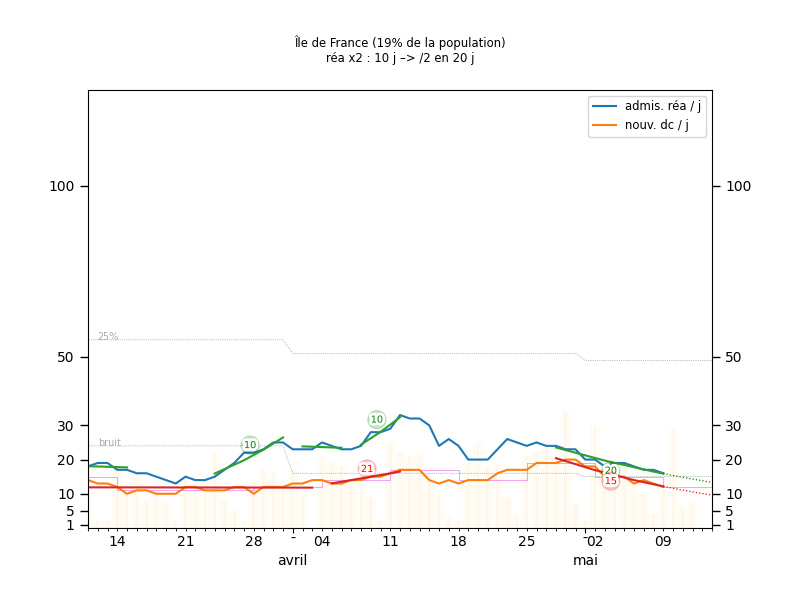 Île de France (19% de la population)
réa x2 : 10 j –> /2 en 20 j
admis. réa / j
nouv. dc / j
100 100
25%
50 50
10
30 30
bruit
10
21
20 20
20
15
10 10
5 5
1 1
14 21 28 - 04 11 18 25 - 02 09
avril mai